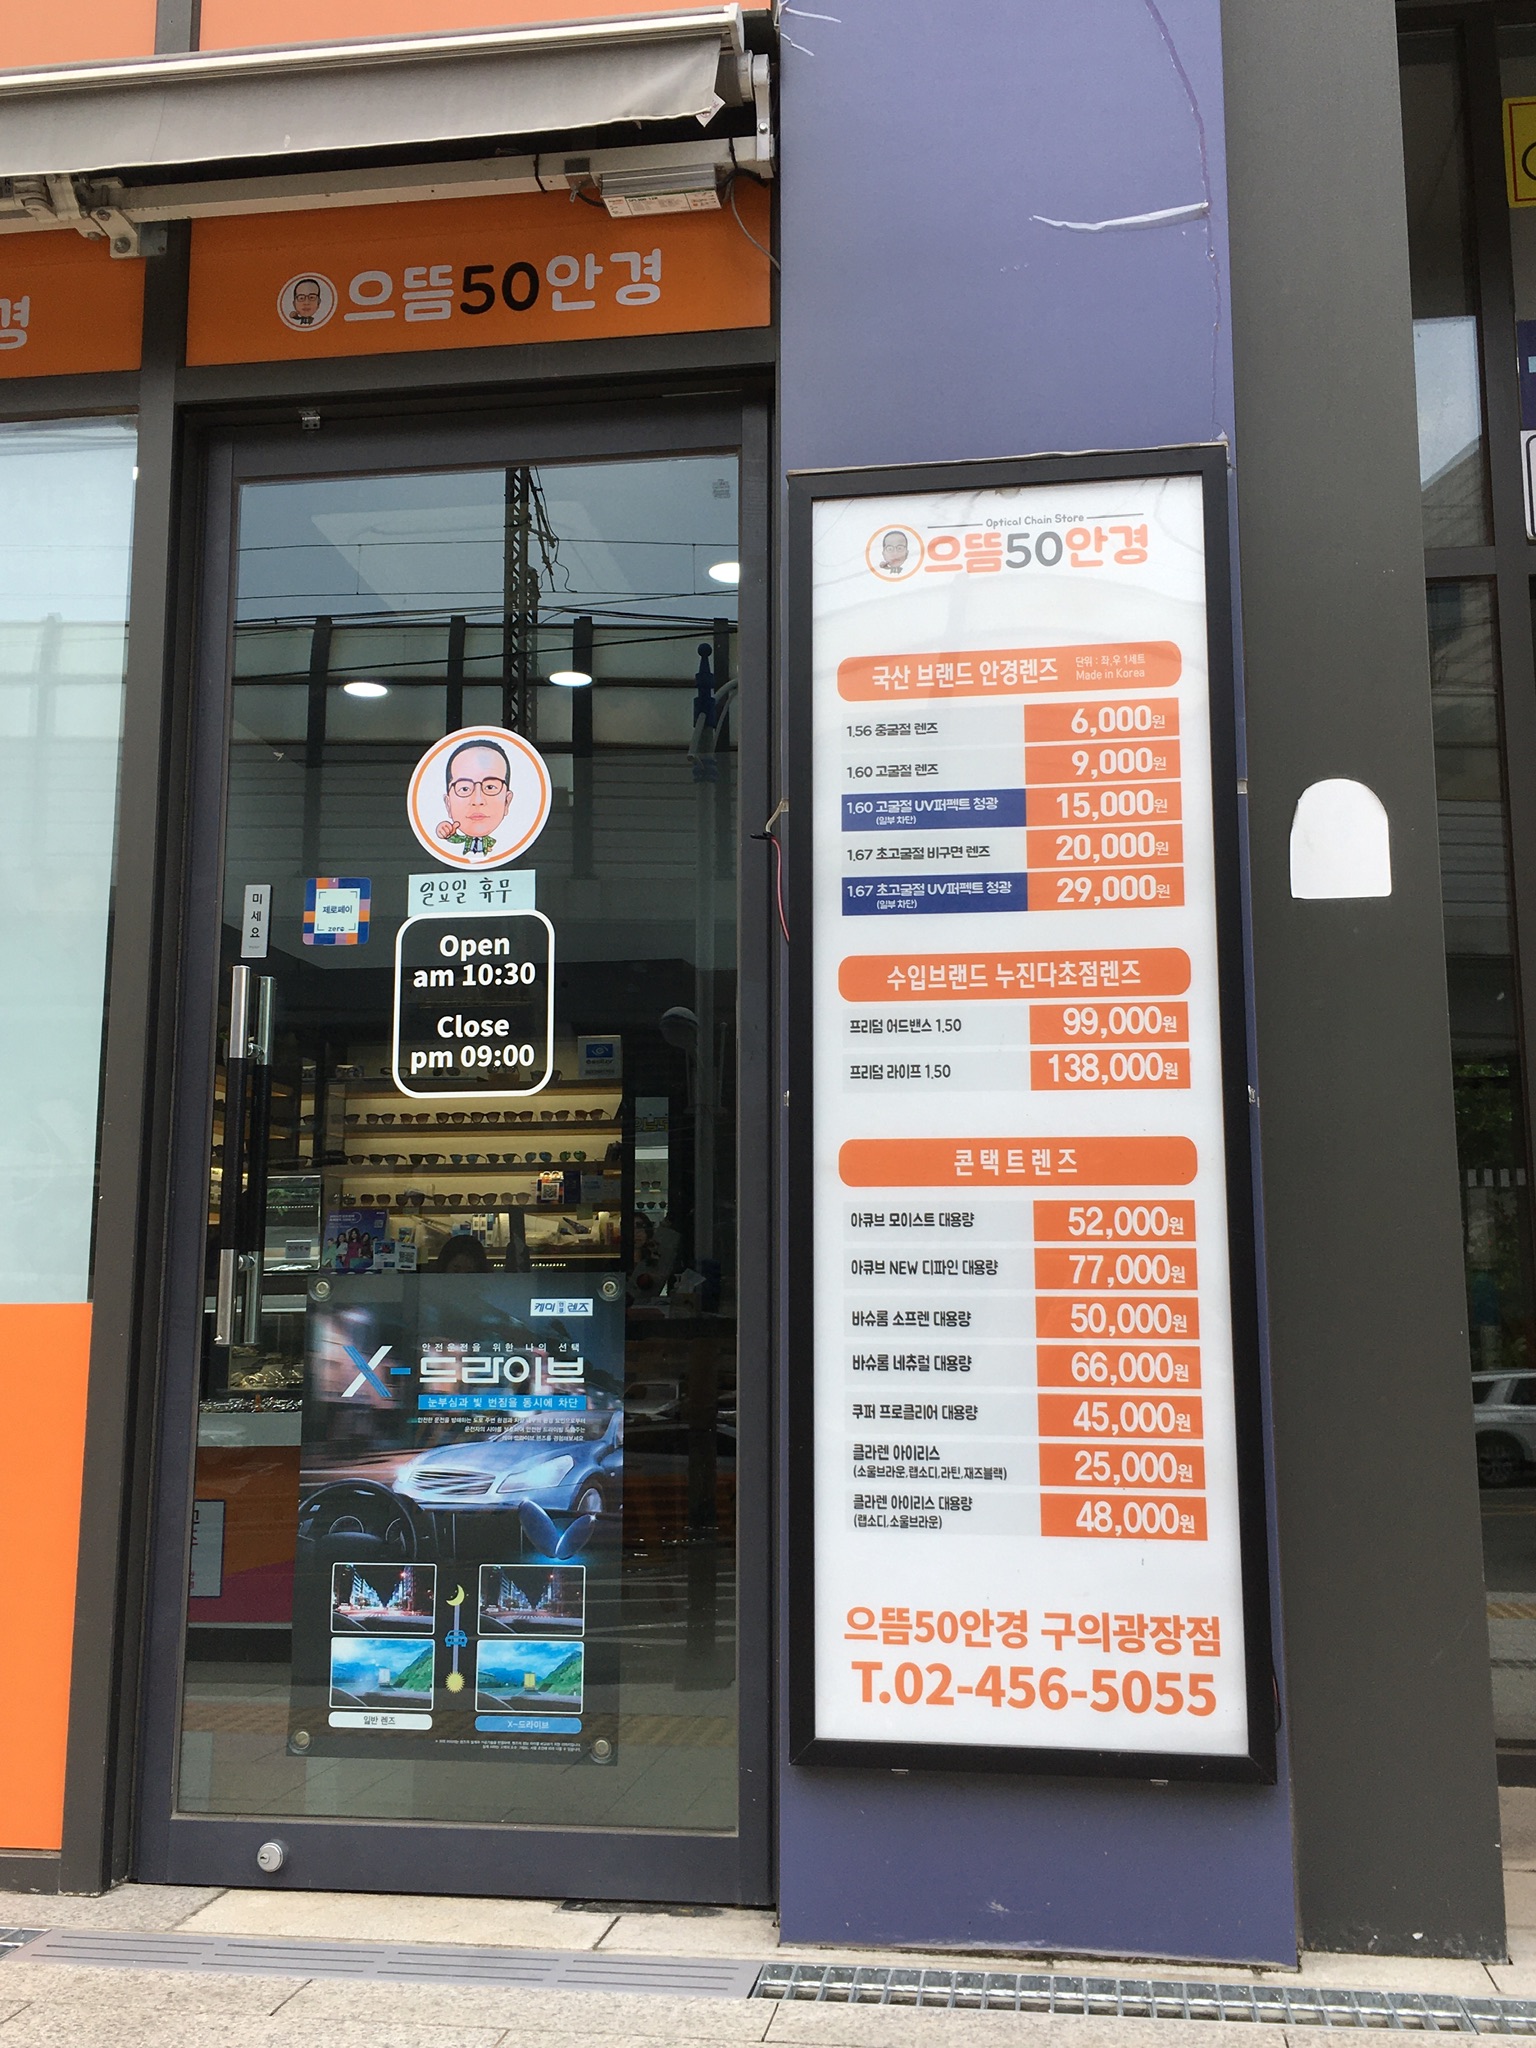 경
으뜸50안경
미세요
제로페이
zero
일요일 휴무
Open
am 10:30
Close
pm 09:00
케미 렌즈
안전운전을 위한 나의 선택
X-드라이브
눈부심과 빛 번짐을 동시에 차단
일반 렌즈
X-드라이브
Optical Chain Store
으뜸50안경
국산 브랜드 안경렌즈
단위 : 좌,우 1세트
Made in Korea
1.56 중굴절 렌즈 6,000원
1.60 고굴절 렌즈 9,000원
1.60 고굴절 UV퍼펙트 청광 15,000원
(일부 차단)
1.67 초고굴절 비구면 렌즈 20,000원
1.67 초고굴절 UV퍼펙트 청광 29,000원
(일부 차단)
수입브랜드 누진다초점렌즈
프리덤 어드밴스 1.50 99,000원
프리덤 라이프 1.50 138,000원
콘택트렌즈
아큐브 모이스트 대용량 52,000원
아큐브 NEW 디파인 대용량 77,000원
바슈롬 소프렌 대용량 50,000원
바슈롬 네츄럴 대용량 66,000원
쿠퍼 프로클리어 대용량 45,000원
클라렌 아이리스 25,000원
(소울브라운,랩소디,라틴,재즈블랙)
클라렌 아이리스 대용량 48,000원
(랩소디,소울브라운)
으뜸50안경 구의광장점
T.02-456-5055